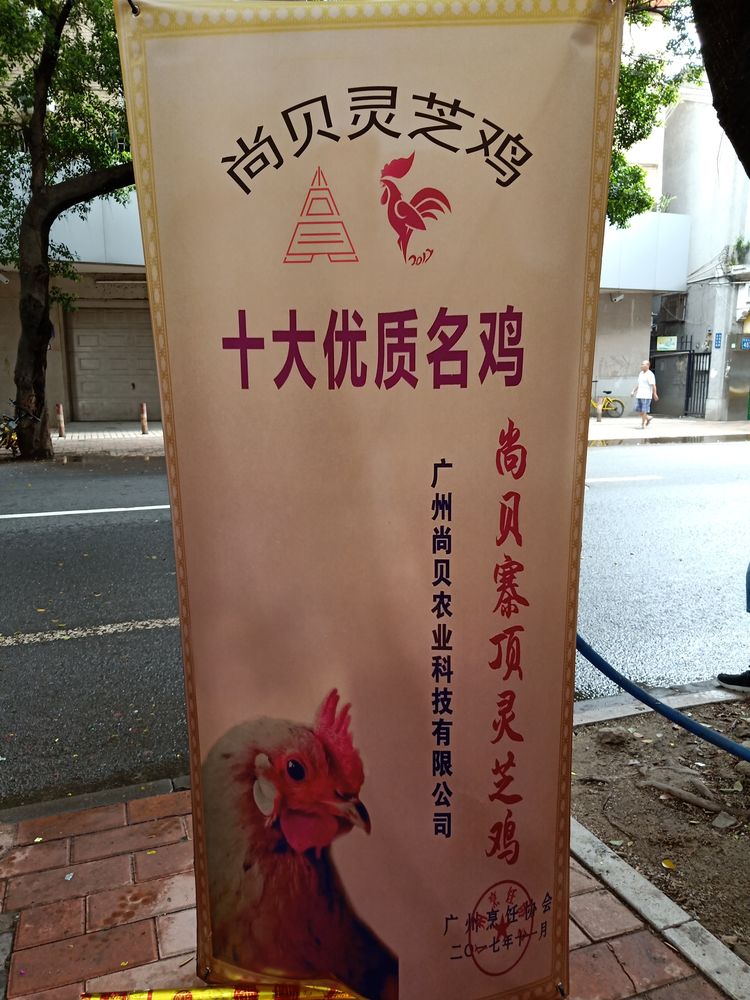 尚贝灵芝鸡
2017
十大优质名鸡
尚贝寨顶灵芝鸡
广州尚贝农业科技有限公司
广州烹饪协会
二〇一七年十一月